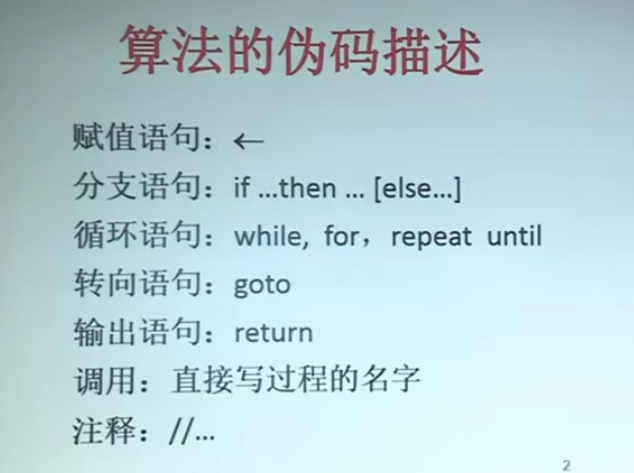 算法的伪码描述
赋值语句：←
分支语句：if ...then ... [else...]
循环语句：while, for，repeat until
转向语句：goto
输出语句：return
调用：直接写过程的名字
注释：//...
2